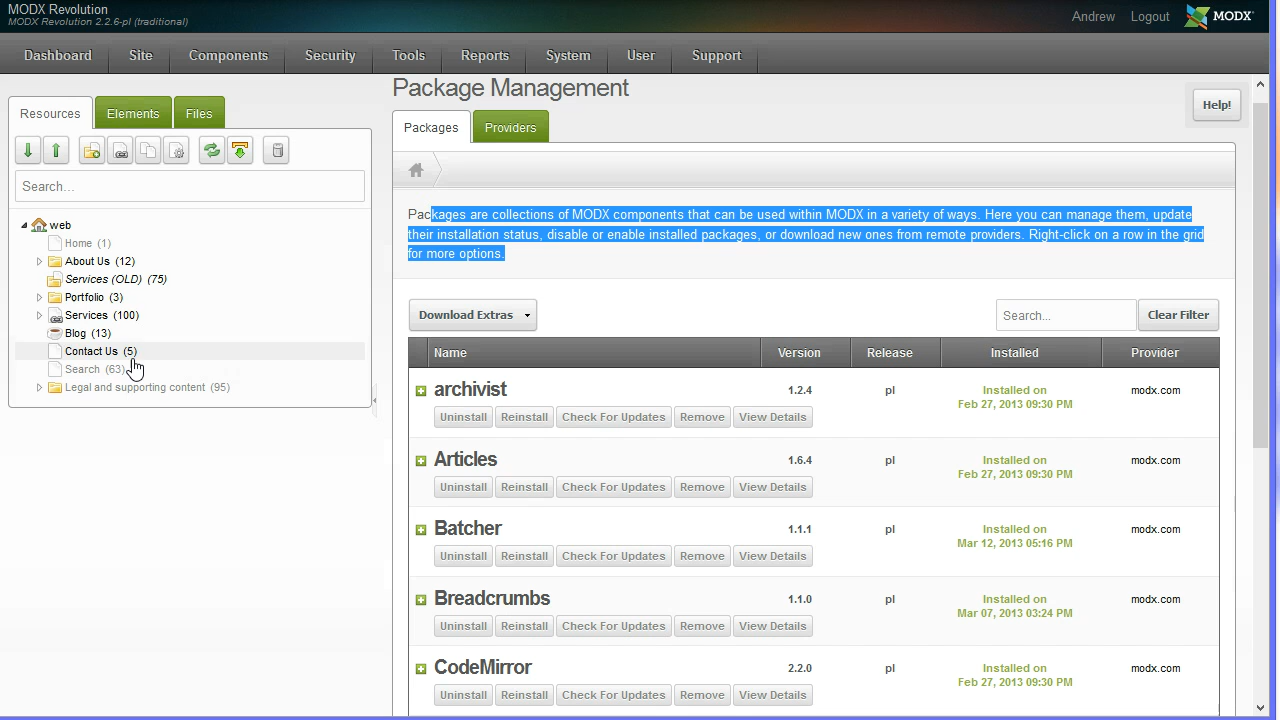 MODX Revolution
MODX Revolution 2.2.6-pl (traditional)
Andrew Logout MODX
Dashboard Site Components Security Tools Reports System User Support
Resources Elements Files
Search...
web
Home (1)
About Us (12)
Services (OLD) (75)
Portfolio (3)
Services (100)
Blog (13)
Contact Us (5)
Search (63)
Legal and supporting content (95)
Package Management
Help!
Packages Providers
Packages are collections of MODX components that can be used within MODX in a variety of ways. Here you can manage them, update
their installation status, disable or enable installed packages, or download new ones from remote providers. Right-click on a row in the grid
for more options.
Download Extras Search... Clear Filter
Name Version Release Installed Provider
archivist 1.2.4 pl Installed on modx.com
Feb 27, 2013 09:30 PM
Uninstall Reinstall Check For Updates Remove View Details
Articles 1.6.4 pl Installed on modx.com
Feb 27, 2013 09:30 PM
Uninstall Reinstall Check For Updates Remove View Details
Batcher 1.1.1 pl Installed on modx.com
Mar 12, 2013 05:16 PM
Uninstall Reinstall Check For Updates Remove View Details
Breadcrumbs 1.1.0 pl Installed on modx.com
Mar 07, 2013 03:24 PM
Uninstall Reinstall Check For Updates Remove View Details
CodeMirror 2.2.0 pl Installed on modx.com
Feb 27, 2013 09:30 PM
Uninstall Reinstall Check For Updates Remove View Details